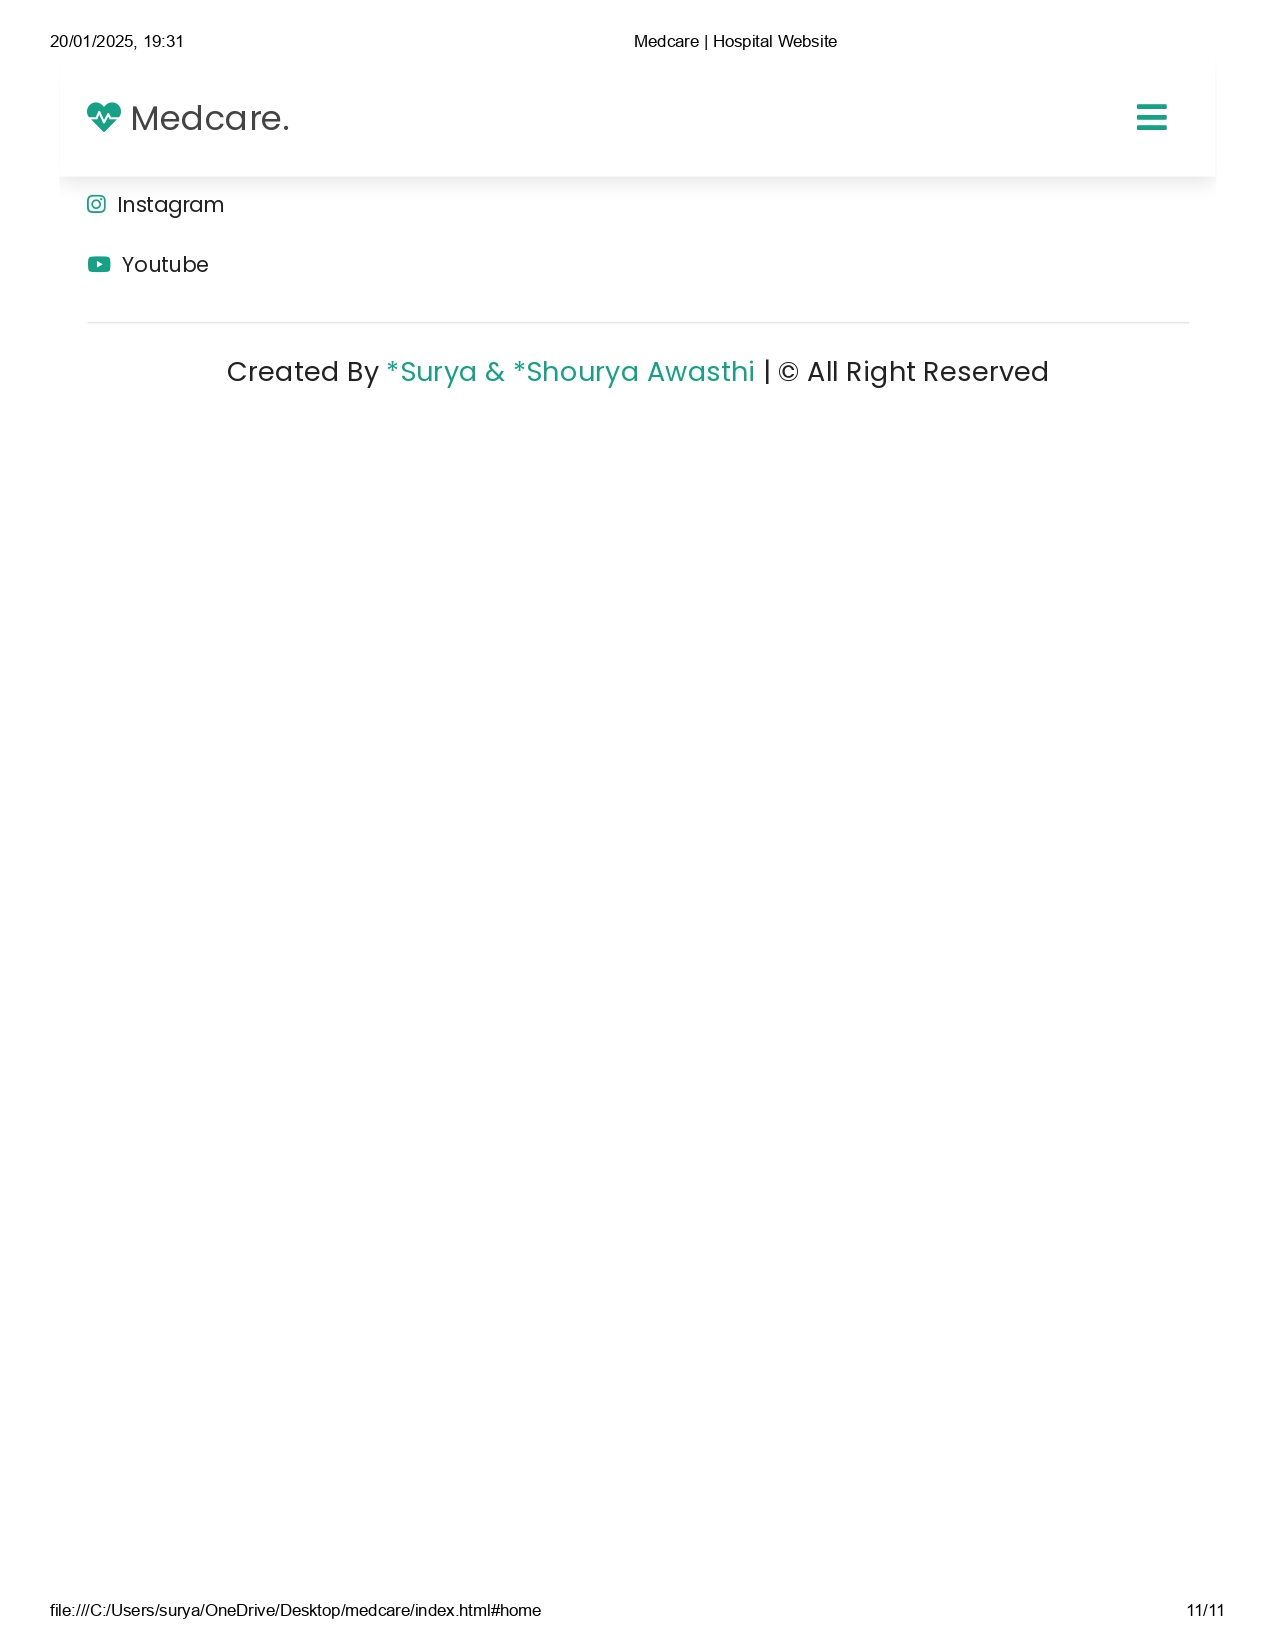 20/01/2025, 19:31 Medcare | Hospital Website
Medcare.
Instagram
Youtube
Created By *Surya & *Shourya Awasthi | © All Right Reserved
file:///C:/Users/surya/OneDrive/Desktop/medcare/index.html#home 11/11